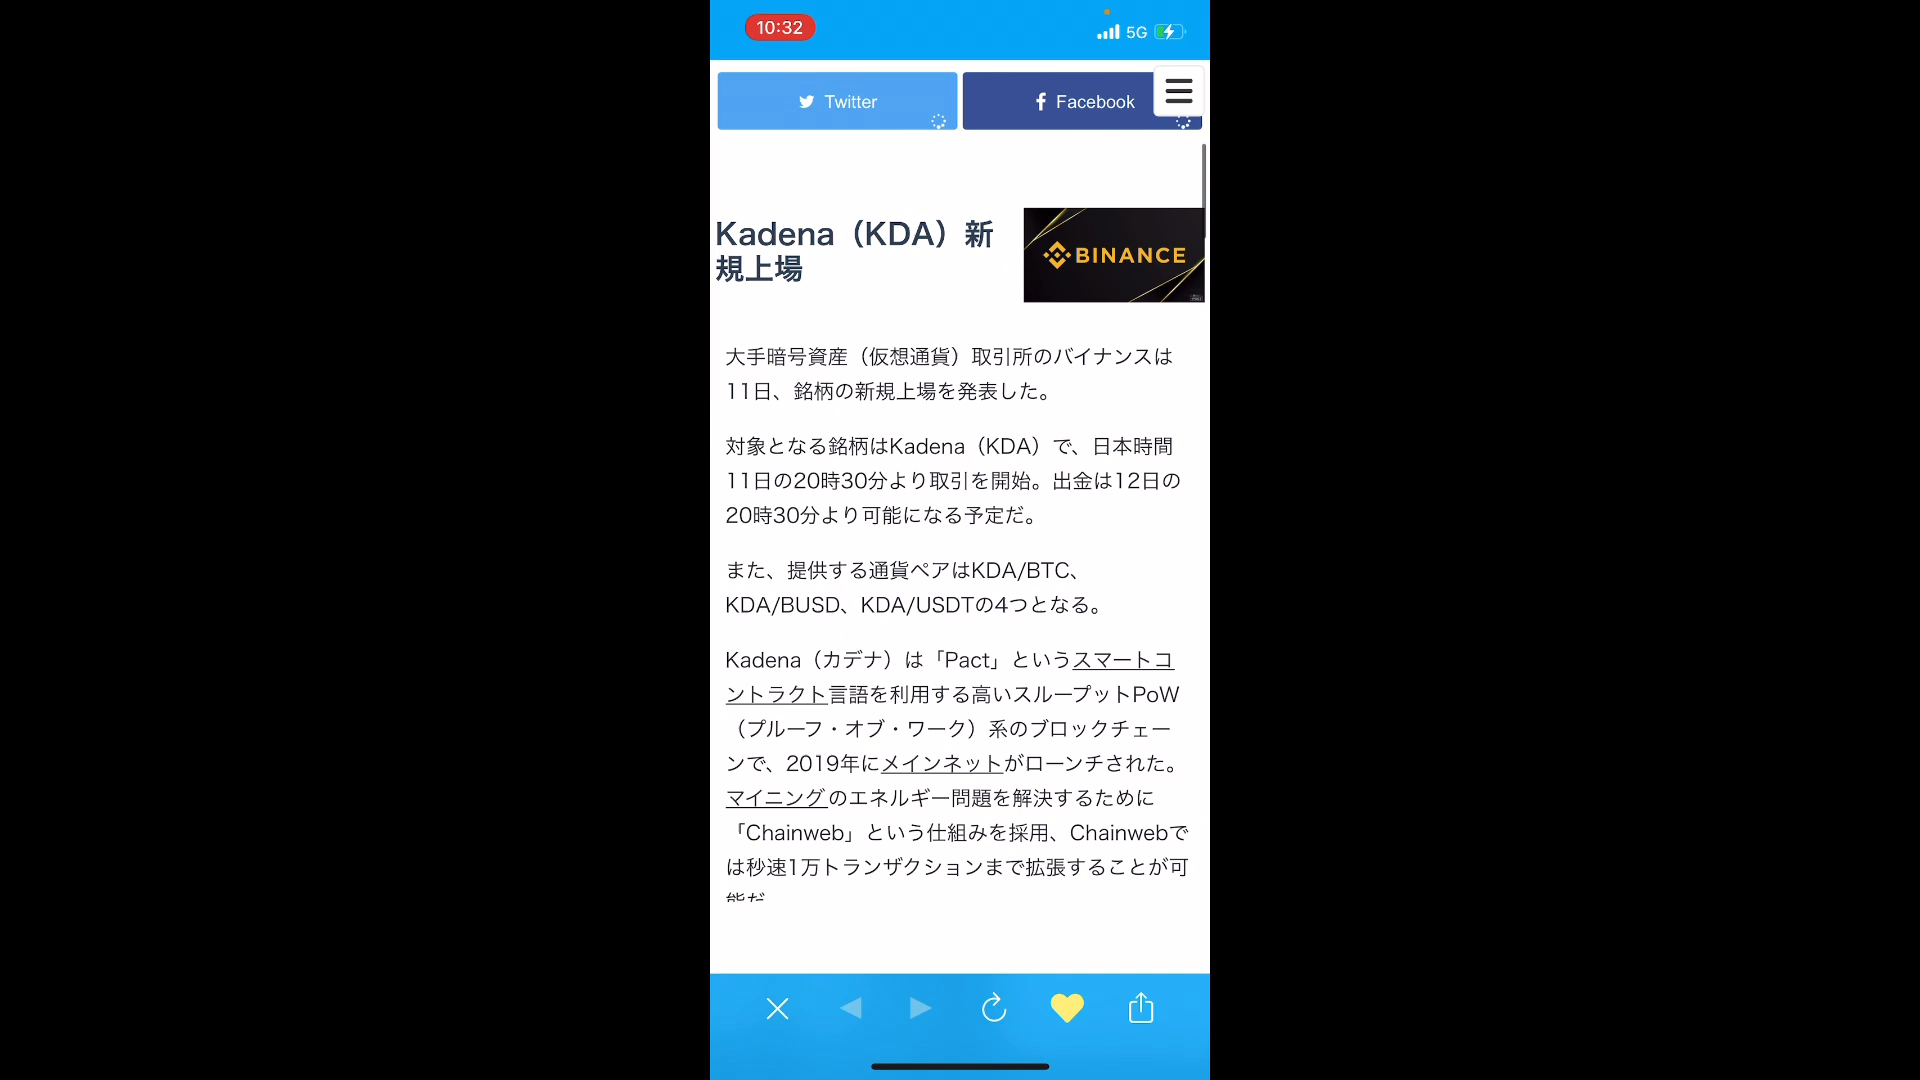 10:32
5G
Twitter
Facebook
Kadena（KDA）新
規上場
BINANCE
大手暗号資産（仮想通貨）取引所のバイナンスは
11日、銘柄の新規上場を発表した。
対象となる銘柄はKadena（KDA）で、日本時間
11日の20時30分より取引を開始。出金は12日の
20時30分より可能になる予定だ。
また、提供する通貨ペアはKDA/BTC、
KDA/BUSD、KDA/USDTの4つとなる。
Kadena（カデナ）は「Pact」というスマートコ
ントラクト言語を利用する高いスループットPoW
（プルーフ・オブ・ワーク）系のブロックチェー
ンで、2019年にメインネットがローンチされた。
マイニングのエネルギー問題を解決するために
「Chainweb」という仕組みを採用、Chainwebで
は秒速1万トランザクションまで拡張することが可
能だ